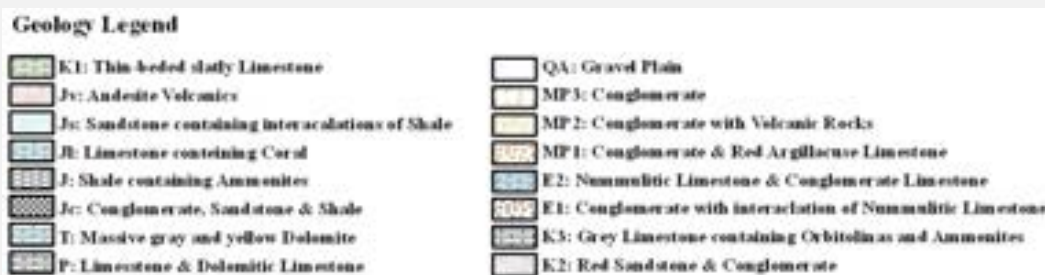 Geology Legend
K1: Thin-beded slatly Limestone
Jv: Andesite Volcanics
Js: Sandstone containing interacalations of Shale
Jl: Limestone conteining Coral
J: Shale containing Ammonites
Jc: Conglomerate, Sandstone & Shale
T: Massive gray and yellow Dolomite
P: Limesstone & Dolomitic Limestone
QA: Gravel Plain
MP3: Conglomerate
MP2: Conglomerate with Volcanic Rocks
MP1: Conglomerate & Red Argillacuse Limestone
E2: Nummulitic Limestone & Conglomerate Limestone
E1: Conglomerate with interaclation of Nummulitic Limestone
K3: Grey Limestone containing Orbitolinas and Ammonites
K2: Red Sandstone & Conglomerate